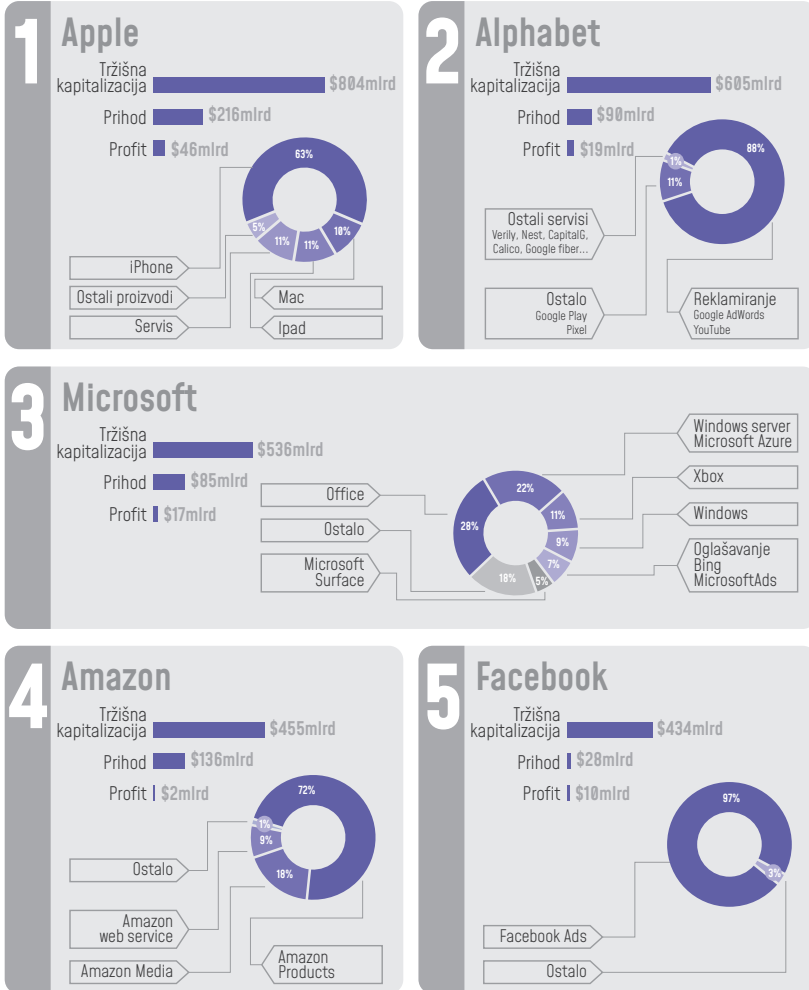 1
Apple
Tržišna
kapitalizacija
$804mlrd
Prihod
$216mlrd
Profit
$46mlrd
63%
5%
11%
11%
10%
iPhone
Ostali proizvodi
Servis
Mac
Ipad
2
Alphabet
Tržišna
kapitalizacija
$605mlrd
Prihod
$90mlrd
Profit
$19mlrd
88%
1%
11%
Ostali servisi
Verily, Nest, CapitalG,
Calico, Google fiber...
Ostalo
Google Play
Pixel
Reklamiranje
Google AdWords
YouTube
3
Microsoft
Tržišna
kapitalizacija
$536mlrd
Prihod
$85mlrd
Profit
$17mlrd
Office
Ostalo
Microsoft
Surface
28%
22%
11%
9%
7%
5%
18%
Windows server
Microsoft Azure
Xbox
Windows
Oglašavanje
Bing
MicrosoftAds
4
Amazon
Tržišna
kapitalizacija
$455mlrd
Prihod
$136mlrd
Profit
$2mlrd
72%
1%
9%
18%
Ostalo
Amazon
web service
Amazon Media
Amazon
Products
5
Facebook
Tržišna
kapitalizacija
$434mlrd
Prihod
$28mlrd
Profit
$10mlrd
97%
3%
Facebook Ads
Ostalo